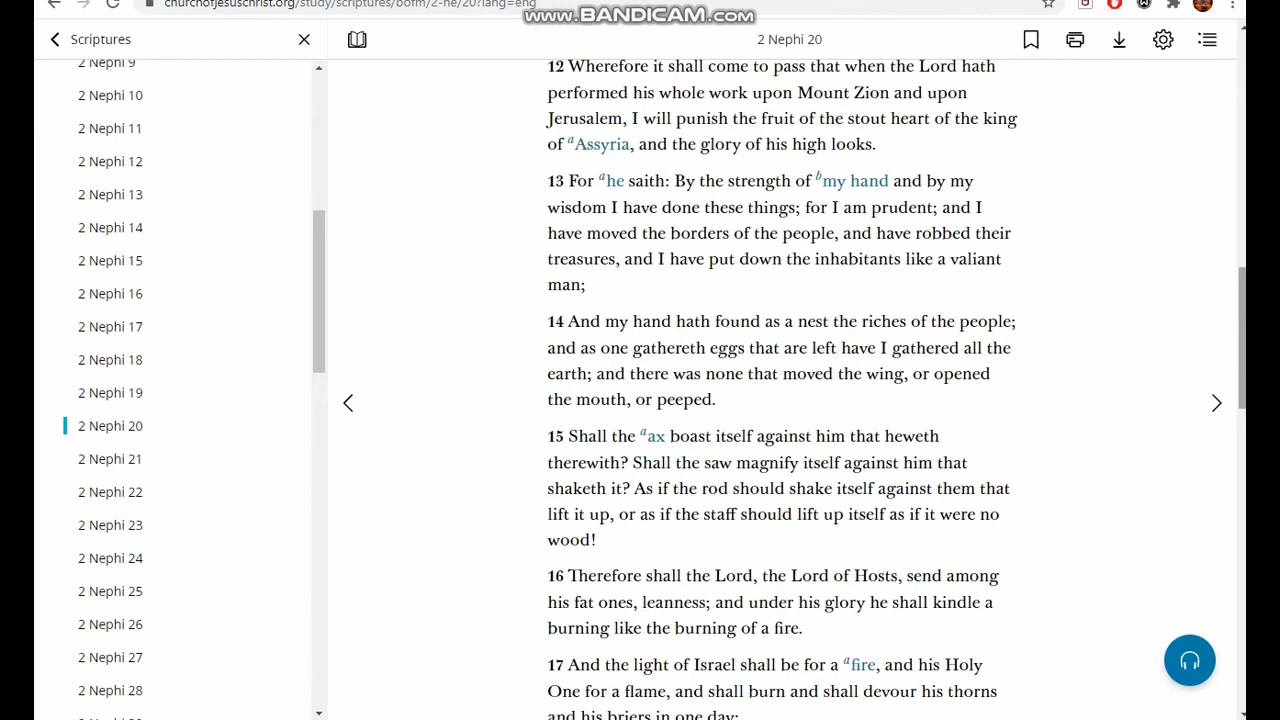 churchofjesuschrist.org/study/scriptures/bofm/2-ne/20?lang=eng
www.BANDICAM.com
Scriptures
2 Nephi 20
2 Nephi 9
2 Nephi 10
2 Nephi 11
2 Nephi 12
2 Nephi 13
2 Nephi 14
2 Nephi 15
2 Nephi 16
2 Nephi 17
2 Nephi 18
2 Nephi 19
2 Nephi 20
2 Nephi 21
2 Nephi 22
2 Nephi 23
2 Nephi 24
2 Nephi 25
2 Nephi 26
2 Nephi 27
2 Nephi 28
12 Wherefore it shall come to pass that when the Lord hath
performed his whole work upon Mount Zion and upon
Jerusalem, I will punish the fruit of the stout heart of the king
of aAssyria, and the glory of his high looks.
13 For ahe saith: By the strength of bmy hand and by my
wisdom I have done these things; for I am prudent; and I
have moved the borders of the people, and have robbed their
treasures, and I have put down the inhabitants like a valiant
man;
14 And my hand hath found as a nest the riches of the people;
and as one gathereth eggs that are left have I gathered all the
earth; and there was none that moved the wing, or opened
the mouth, or peeped.
15 Shall the aax boast itself against him that heweth
therewith? Shall the saw magnify itself against him that
shaketh it? As if the rod should shake itself against them that
lift it up, or as if the staff should lift up itself as if it were no
wood!
16 Therefore shall the Lord, the Lord of Hosts, send among
his fat ones, leanness; and under his glory he shall kindle a
burning like the burning of a fire.
17 And the light of Israel shall be for a afire, and his Holy
One for a flame, and shall burn and shall devour his thorns
and his briers in one day;